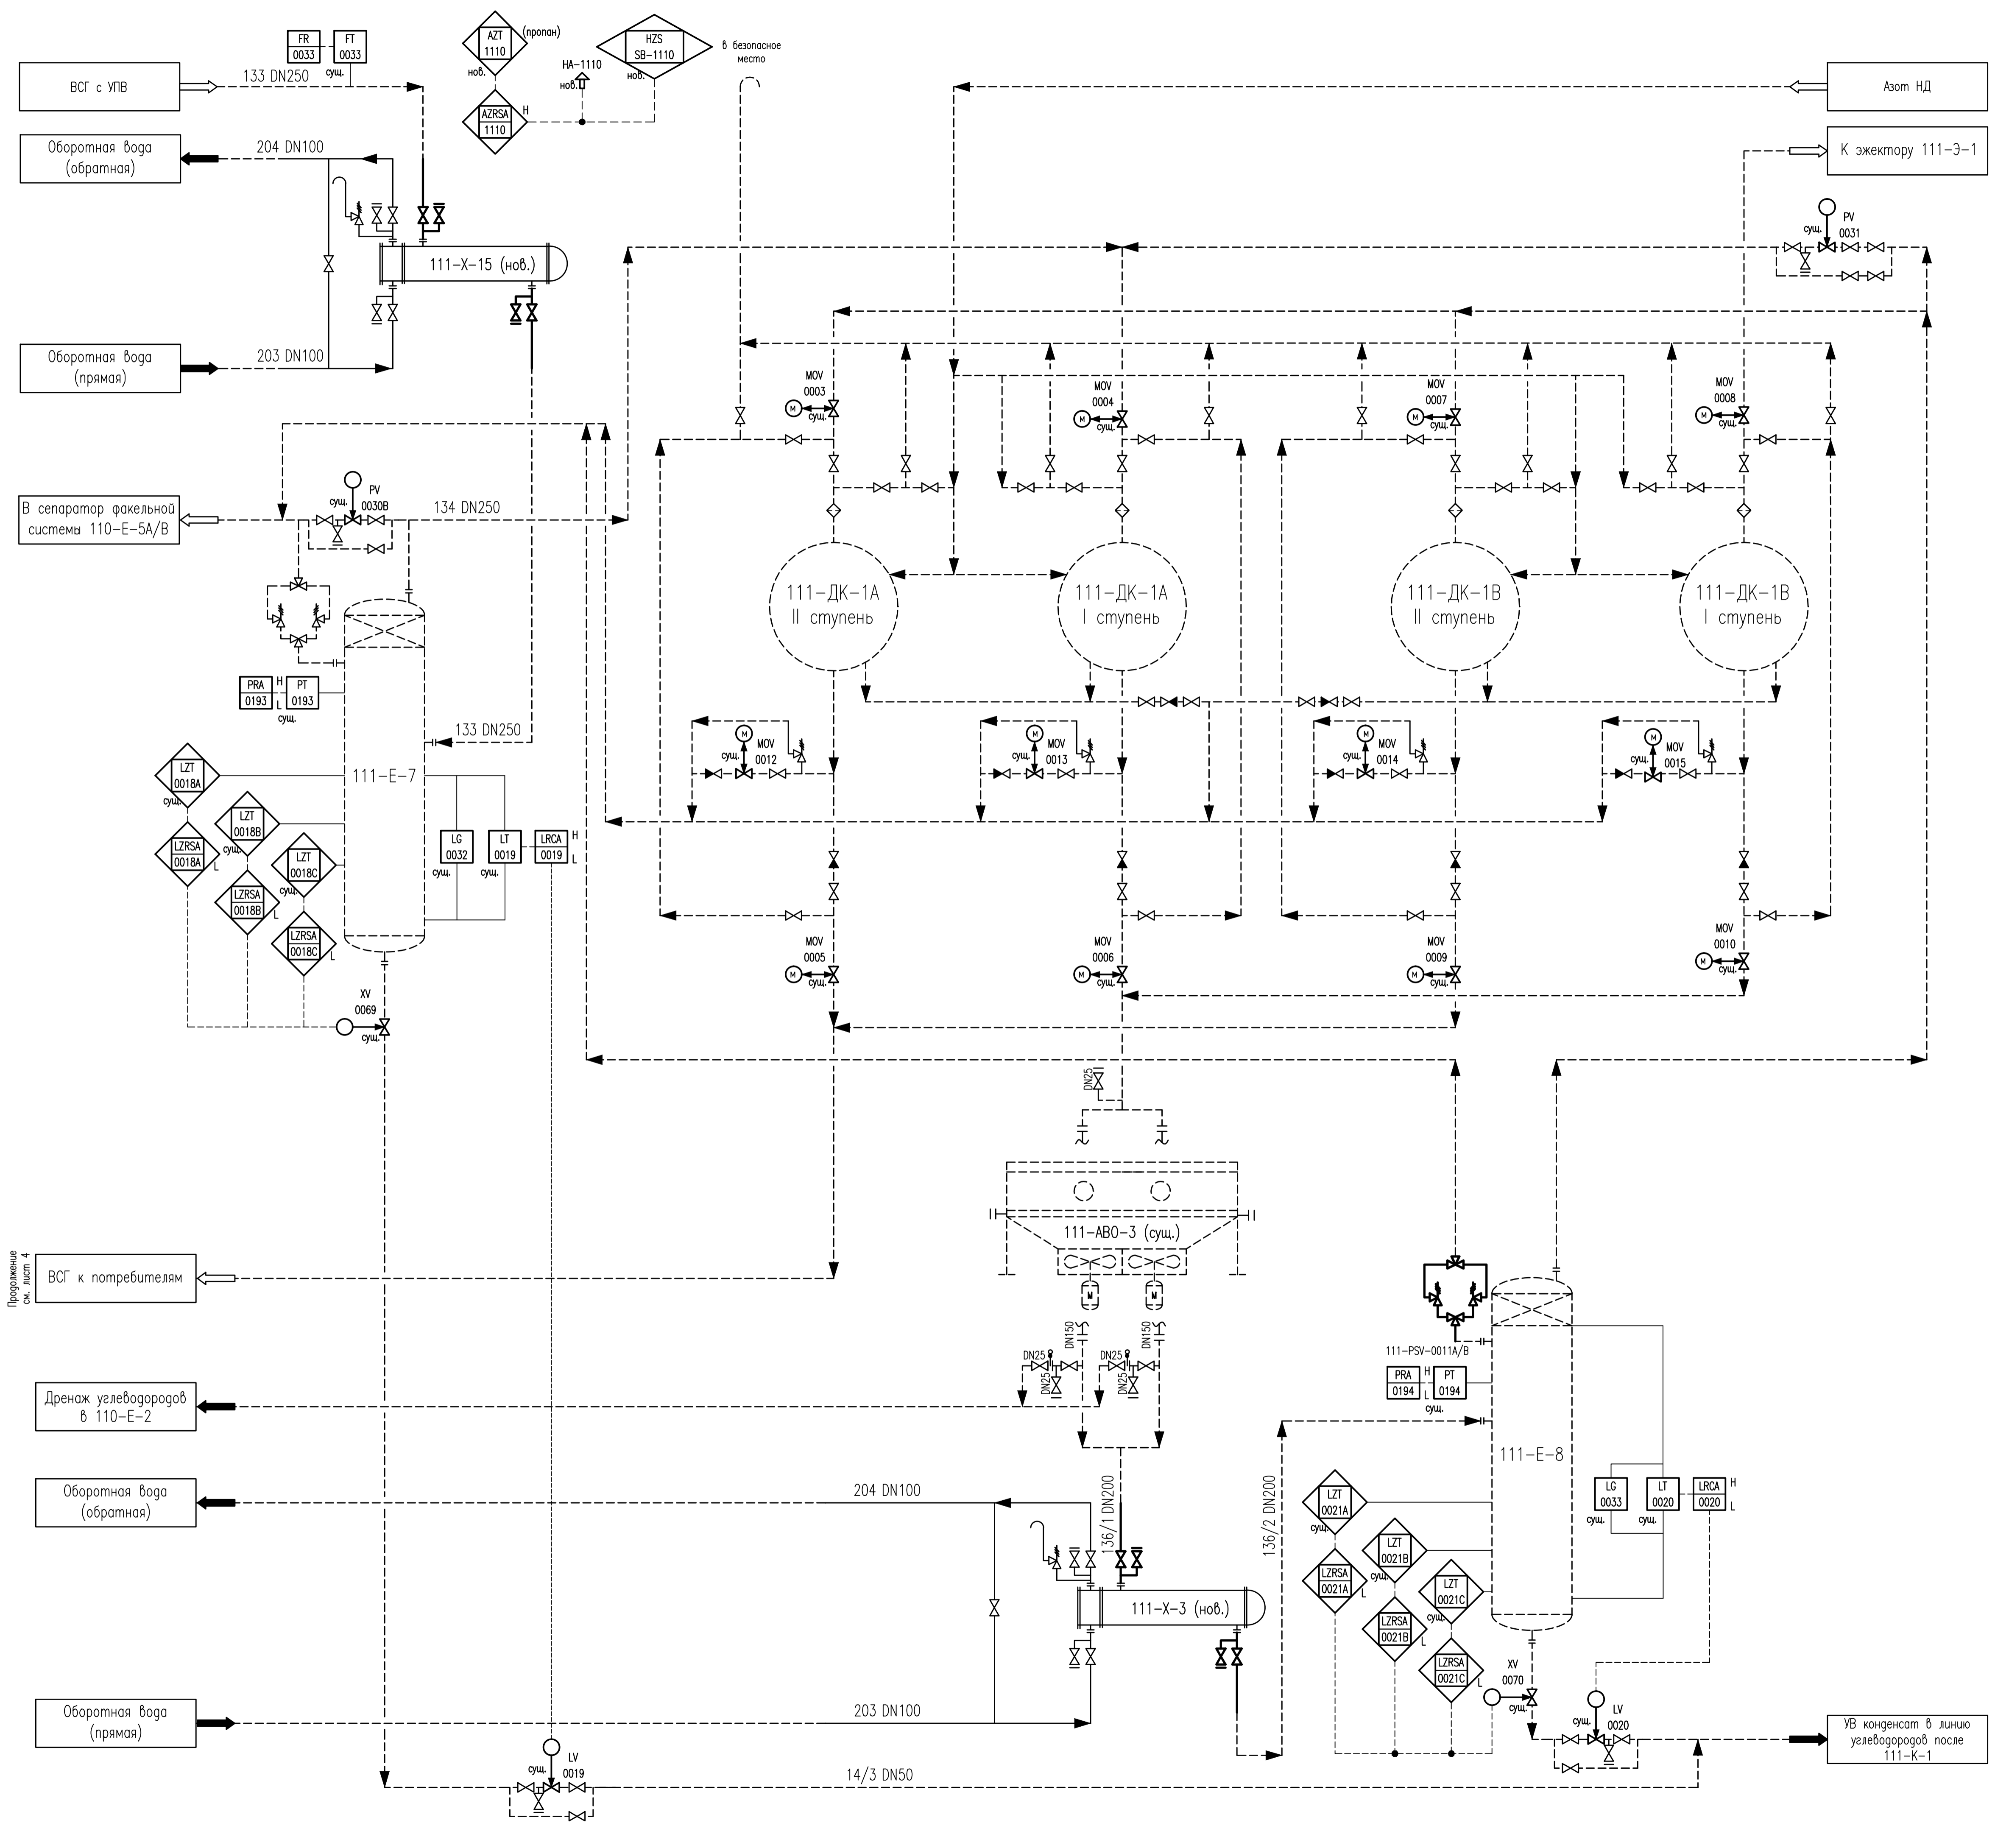 FR
0033
FT
0033
сущ.
133 DN250
ВСГ с УПВ
AZT
1110
(пропан)
нов.
AZRSA
1110
H
НА-1110
нов.
HZS
SB-1110
нов.
в безопасное
место
Азот НД
К эжектору 111-Э-1
Оборотная вода
(обратная)
204 DN100
111-Х-15 (нов.)
PV
0031
сущ.
Оборотная вода
(прямая)
203 DN100
MOV
0003
M
сущ.
MOV
0004
M
сущ.
MOV
0007
M
сущ.
MOV
0008
M
сущ.
В сепаратор факельной
системы 110-Е-5А/В
сущ.
PV
0030В
134 DN250
111-ДК-1А
II ступень
111-ДК-1А
I ступень
111-ДК-1В
II ступень
111-ДК-1В
I ступень
PRA
0193
H
L
PT
0193
сущ.
133 DN250
111-Е-7
M
сущ.
MOV
0012
M
сущ.
MOV
0013
M
сущ.
MOV
0014
M
сущ.
MOV
0015
LZT
0018A
сущ.
LZRSA
0018A
L
LZT
0018B
сущ.
LZRSA
0018B
L
LZT
0018C
сущ.
LZRSA
0018C
L
LG
0032
сущ.
LT
0019
сущ.
LRCA
0019
H
L
XV
0069
сущ.
MOV
0005
M
сущ.
MOV
0006
M
сущ.
MOV
0009
M
сущ.
MOV
0010
M
сущ.
DN25
111-АВО-3 (сущ.)
M
M
DN150
DN150
DN25
DN25
DN25
DN25
Продолжение
см. лист 4
ВСГ к потребителям
Дренаж углеводородов
в 110-Е-2
Оборотная вода
(обратная)
204 DN100
136/1 DN200
136/2 DN200
111-Х-3 (нов.)
Оборотная вода
(прямая)
203 DN100
111-PSV-0011A/B
PRA
0194
H
L
PT
0194
сущ.
111-Е-8
LG
0033
сущ.
LT
0020
сущ.
LRCA
0020
H
L
LZT
0021A
сущ.
LZRSA
0021A
L
LZT
0021B
сущ.
LZRSA
0021B
L
LZT
0021C
сущ.
LZRSA
0021C
L
XV
0070
сущ.
сущ.
LV
0020
УВ конденсат в линию
углеводородов после
111-К-1
сущ.
LV
0019
14/3 DN50